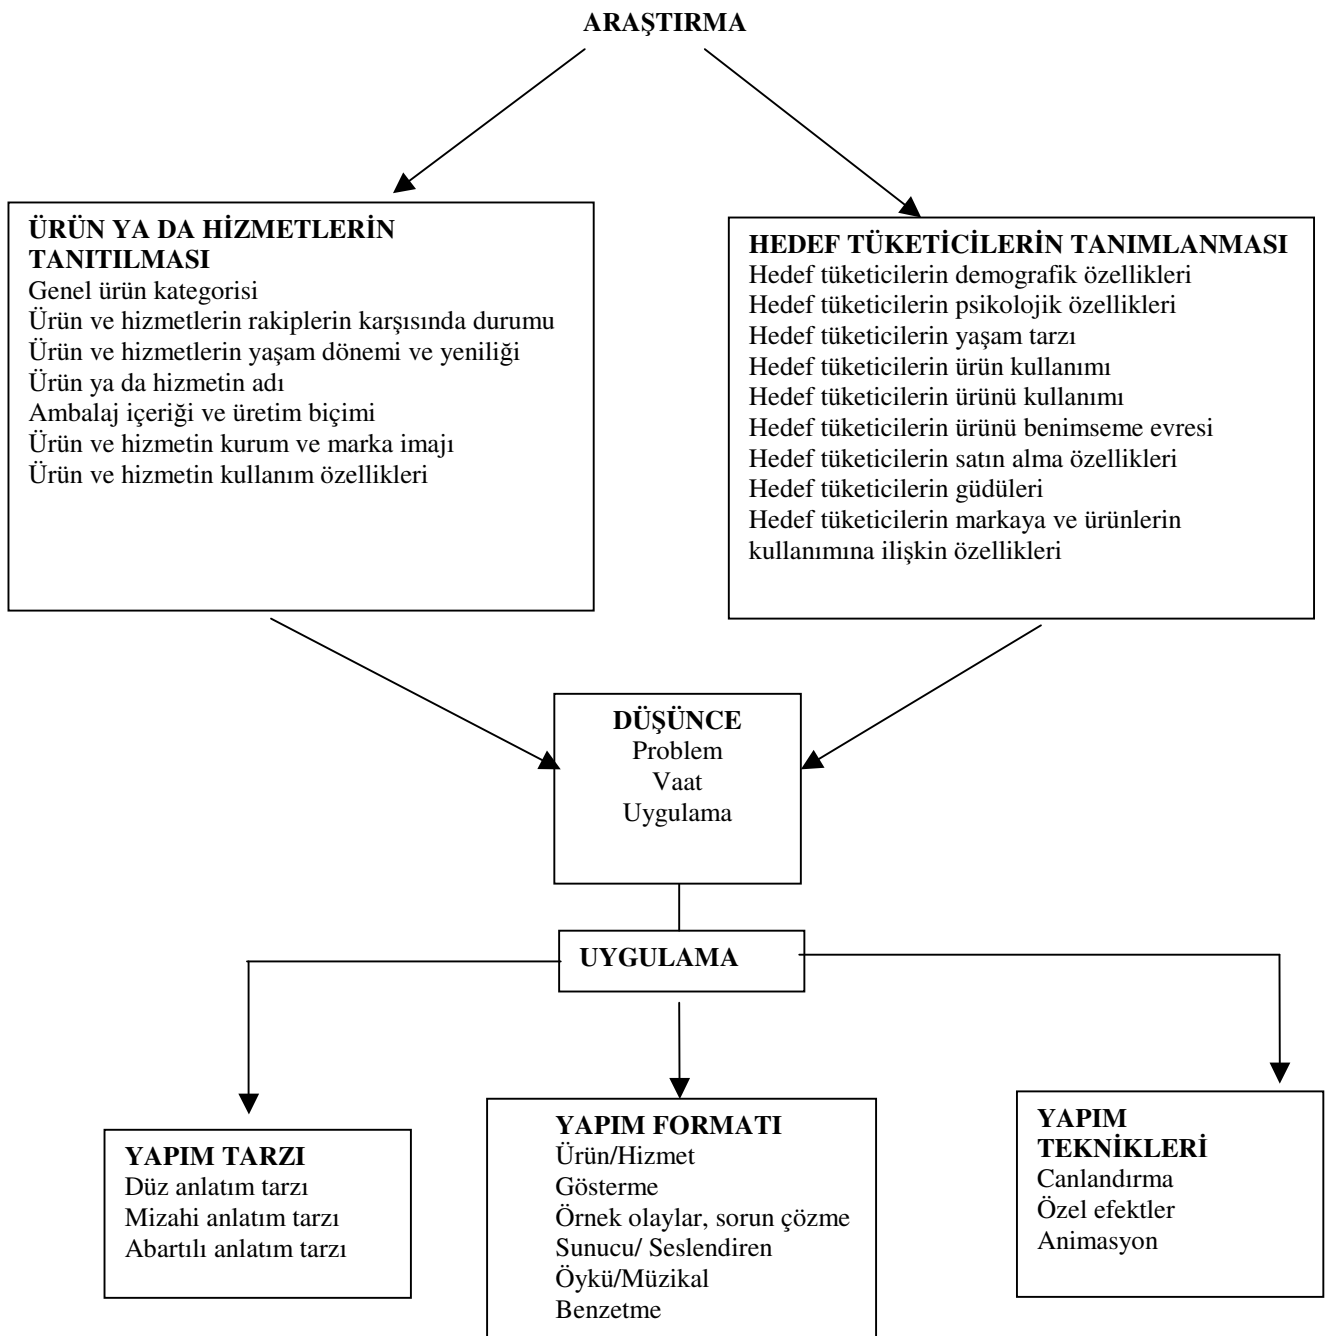 ARAŞTIRMA
ÜRÜN YA DA HİZMETLERİN
TANITILMASI
Genel ürün kategorisi
Ürün ve hizmetlerin rakiplerin karşısında durumu
Ürün ve hizmetlerin yaşam dönemi ve yeniliği
Ürün ya da hizmetin adı
Ambalaj içeriği ve üretim biçimi
Ürün ve hizmetin kurum ve marka imajı
Ürün ve hizmetin kullanım özellikleri
HEDEF TÜKETİCİLERİN TANIMLANMASI
Hedef tüketicilerin demografik özellikleri
Hedef tüketicilerin psikolojik özellikleri
Hedef tüketicilerin yaşam tarzı
Hedef tüketicilerin ürün kullanımı
Hedef tüketicilerin ürünü kullanımı
Hedef tüketicilerin ürünü benimseme evresi
Hedef tüketicilerin satın alma özellikleri
Hedef tüketicilerin güdüleri
Hedef tüketicilerin markaya ve ürünlerin
kullanımına ilişkin özellikleri
DÜŞÜNCE
Problem
Vaat
Uygulama
UYGULAMA
YAPIM TARZI
Düz anlatım tarzı
Mizahi anlatım tarzı
Abartılı anlatım tarzı
YAPIM FORMATI
Ürün/Hizmet
Gösterme
Örnek olaylar, sorun çözme
Sunucu/ Seslendiren
Öykü/Müzikal
Benzetme
YAPIM
TEKNİKLERİ
Canlandırma
Özel efektler
Animasyon